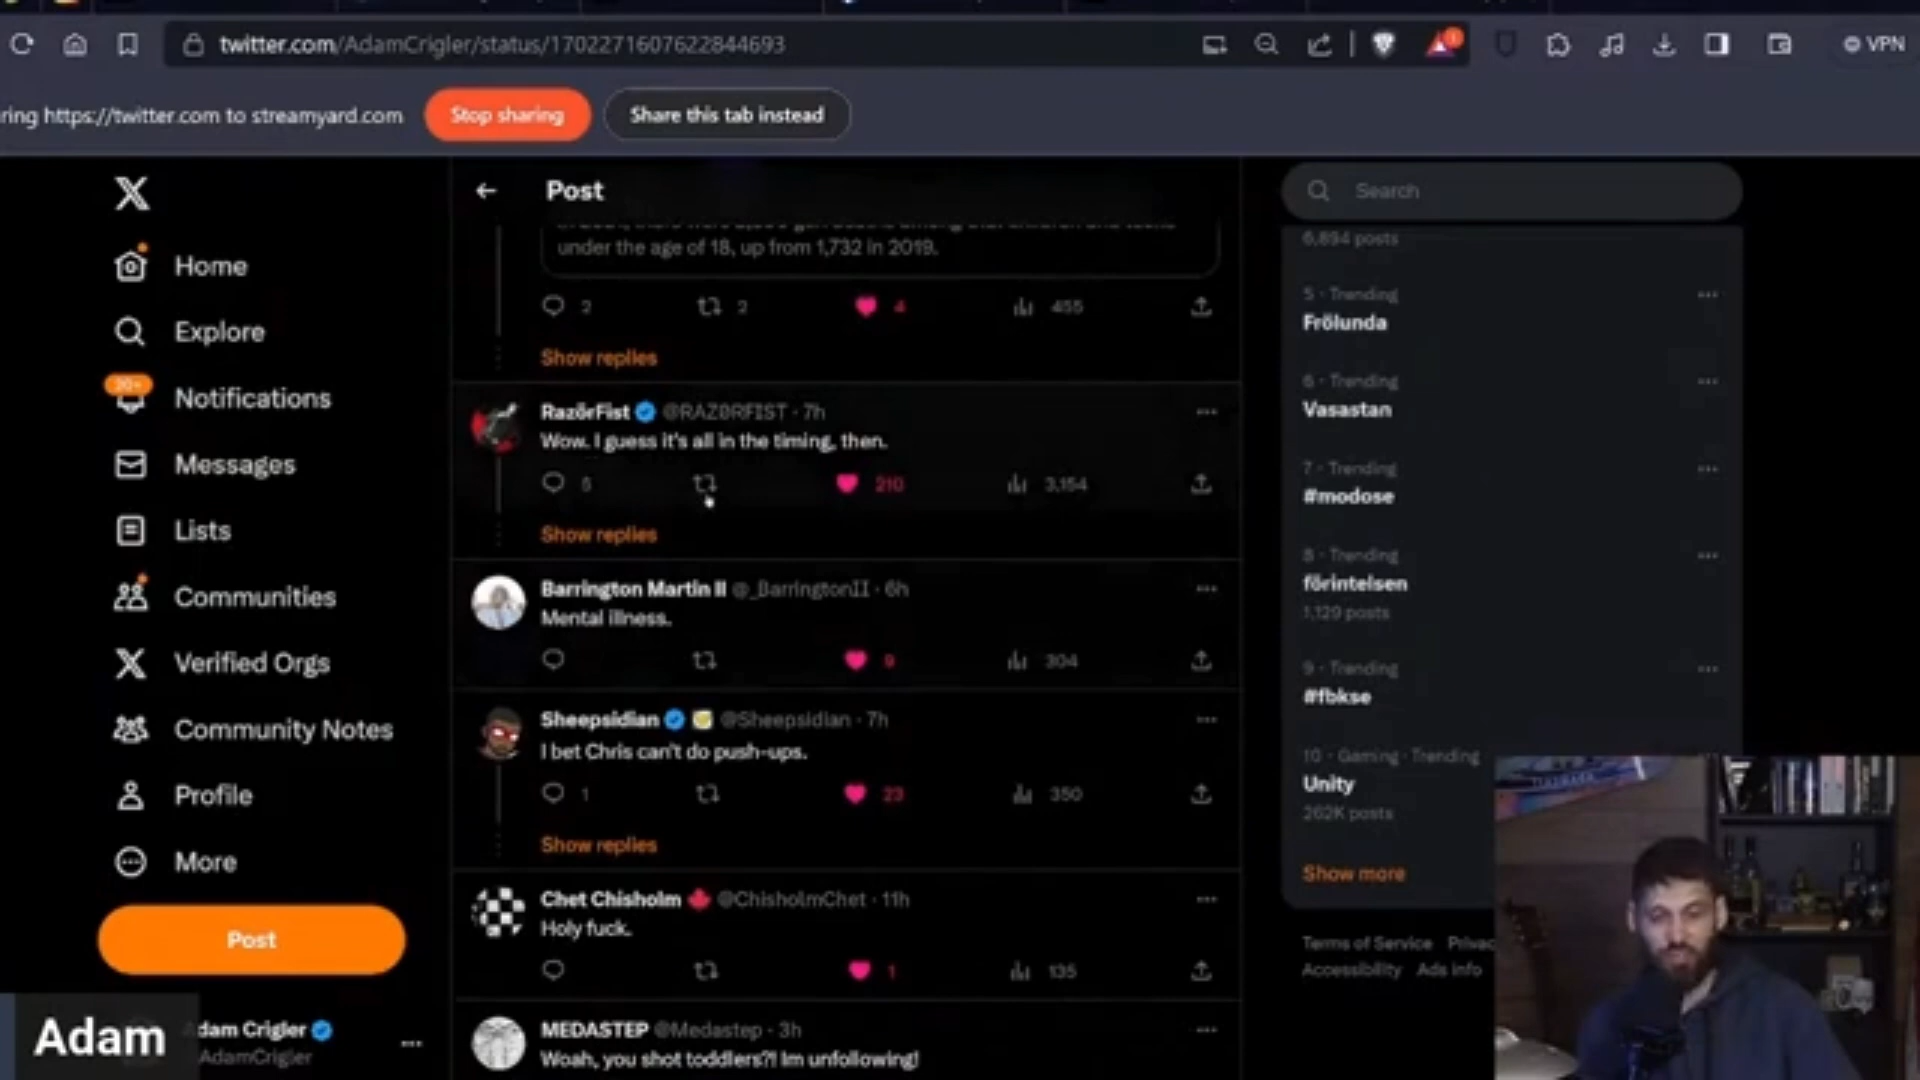 twitter.com/AdamCrigler/status/1702271607622844693
VPN
ring https://twitter.com to streamyard.com
Stop sharing
Share this tab instead
Home
Explore
20+
Notifications
Messages
Lists
Communities
Verified Orgs
Community Notes
Profile
More
Post
Adam
dam Crigler
AdamCrigler
Post
under the age of 18, up from 1,732 in 2019.
2 2 4 455
Show replies
RazörFist @RAZ0RFIST · 7h
Wow. I guess it's all in the timing, then.
5 210 3,154
Show replies
Barrington Martin II @_BarringtonII · 6h
Mental illness.
9 304
Sheepsidian @Sheepsidian · 7h
I bet Chris can't do push-ups.
1 23 350
Show replies
Chet Chisholm @ChisholmChet · 11h
Holy fuck.
1 135
MEDASTEP @Medastep · 3h
Woah, you shot toddlers?! Im unfollowing!
Search
6,894 posts
5 · Trending
Frölunda
6 · Trending
Vasastan
7 · Trending
#modose
8 · Trending
förintelsen
1,129 posts
9 · Trending
#fbkse
10 · Gaming · Trending
Unity
262K posts
Show more
Terms of Service Privac
Accessibility Ads info